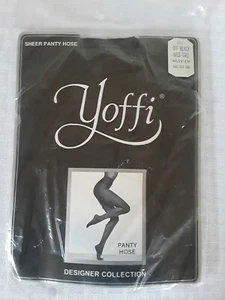 SHEER PANTY HOSE
Yoffi®
PANTY
HOSE
DESIGNER COLLECTION